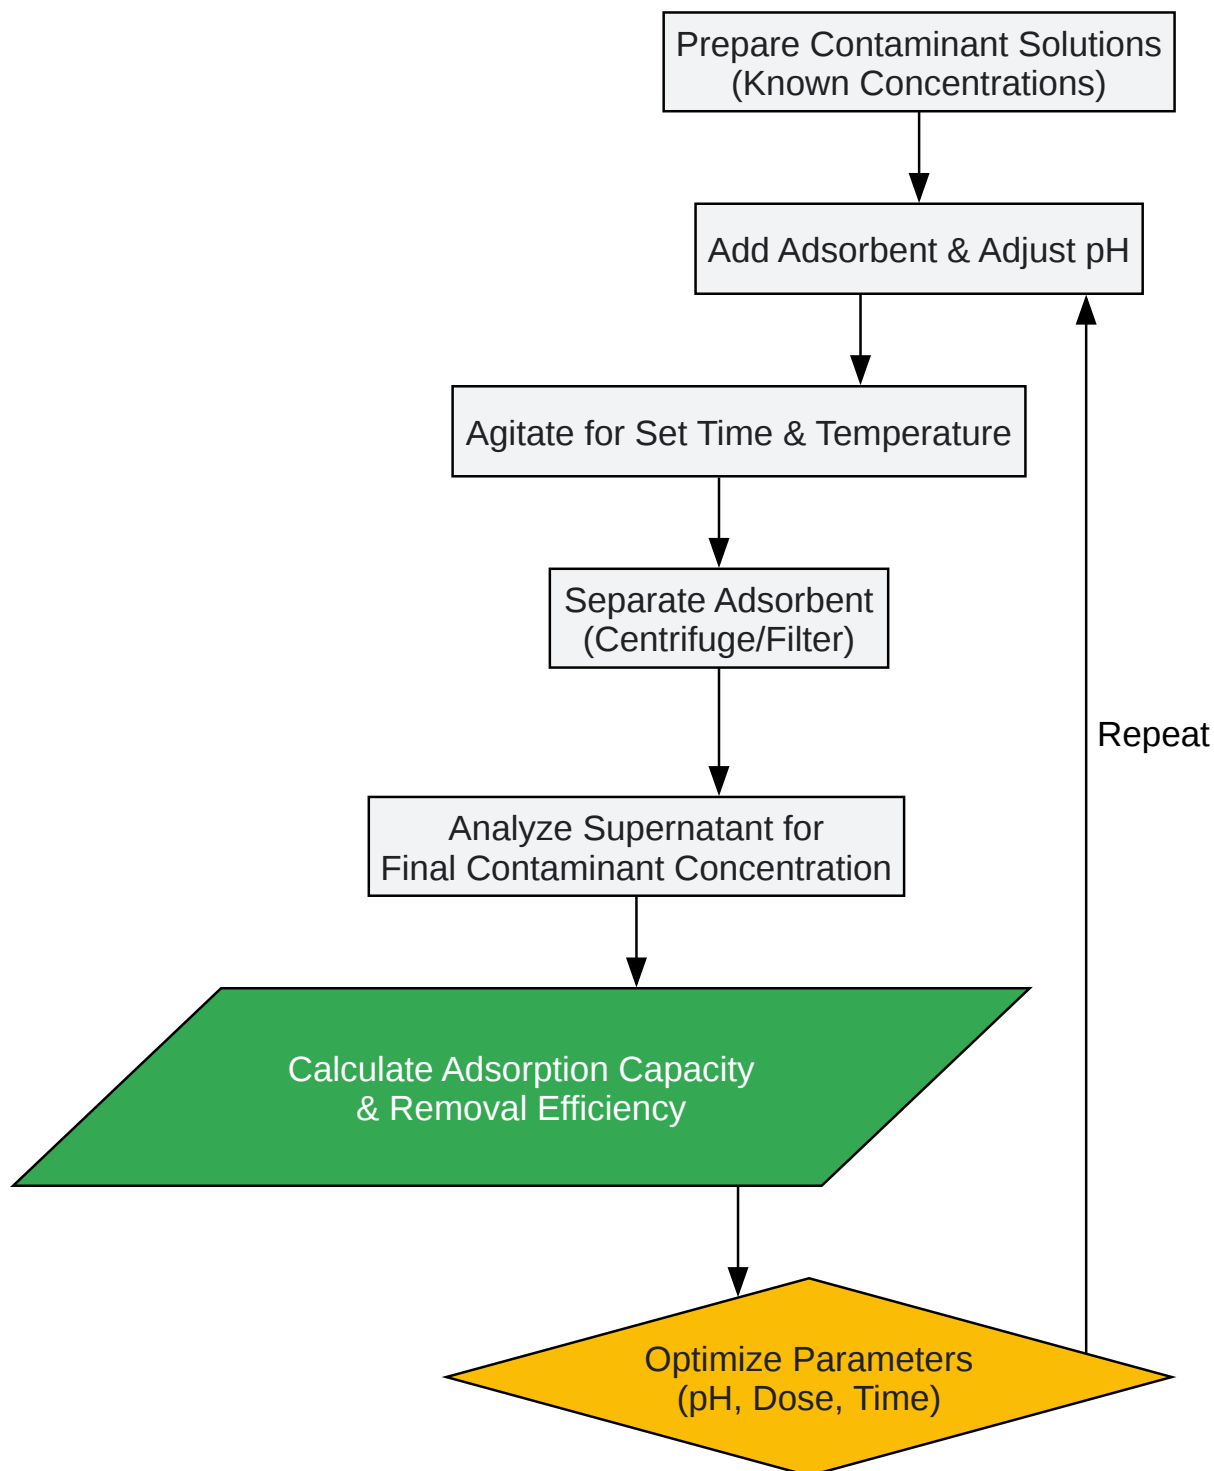 Prepare Contaminant Solutions
(Known Concentrations)
Add Adsorbent & Adjust pH
Agitate for Set Time & Temperature
Separate Adsorbent
(Centrifuge/Filter)
Repeat
Analyze Supernatant for
Final Contaminant Concentration
Calculate Adsorption Capacity
& Removal Efficiency
Optimize Parameters
(pH, Dose, Time)